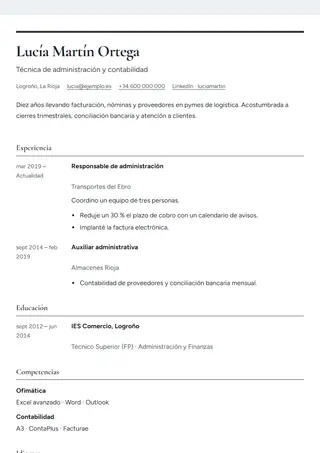 Lucía Martín Ortega
Técnica de administración y contabilidad
Logroño, La Rioja lucia@ejemplo.es +34 600 000 000 LinkedIn · luciamartin
Diez años llevando facturación, nóminas y proveedores en pymes de logística. Acostumbrada a
cierres trimestrales, conciliación bancaria y atención a clientes.
Experiencia
mar 2019 – Responsable de administración
Actualidad
Transportes del Ebro
Coordino un equipo de tres personas.
• Reduje un 30 % el plazo de cobro con un calendario de avisos.
• Implanté la factura electrónica.
sept 2014 – feb Auxiliar administrativa
2019
Almacenes Rioja
• Contabilidad de proveedores y conciliación bancaria mensual.
Educación
sept 2012 – jun IES Comercio, Logroño
2014
Técnico Superior (FP) · Administración y Finanzas
Competencias
Ofimática
Excel avanzado · Word · Outlook
Contabilidad
A3 · ContaPlus · Facturae